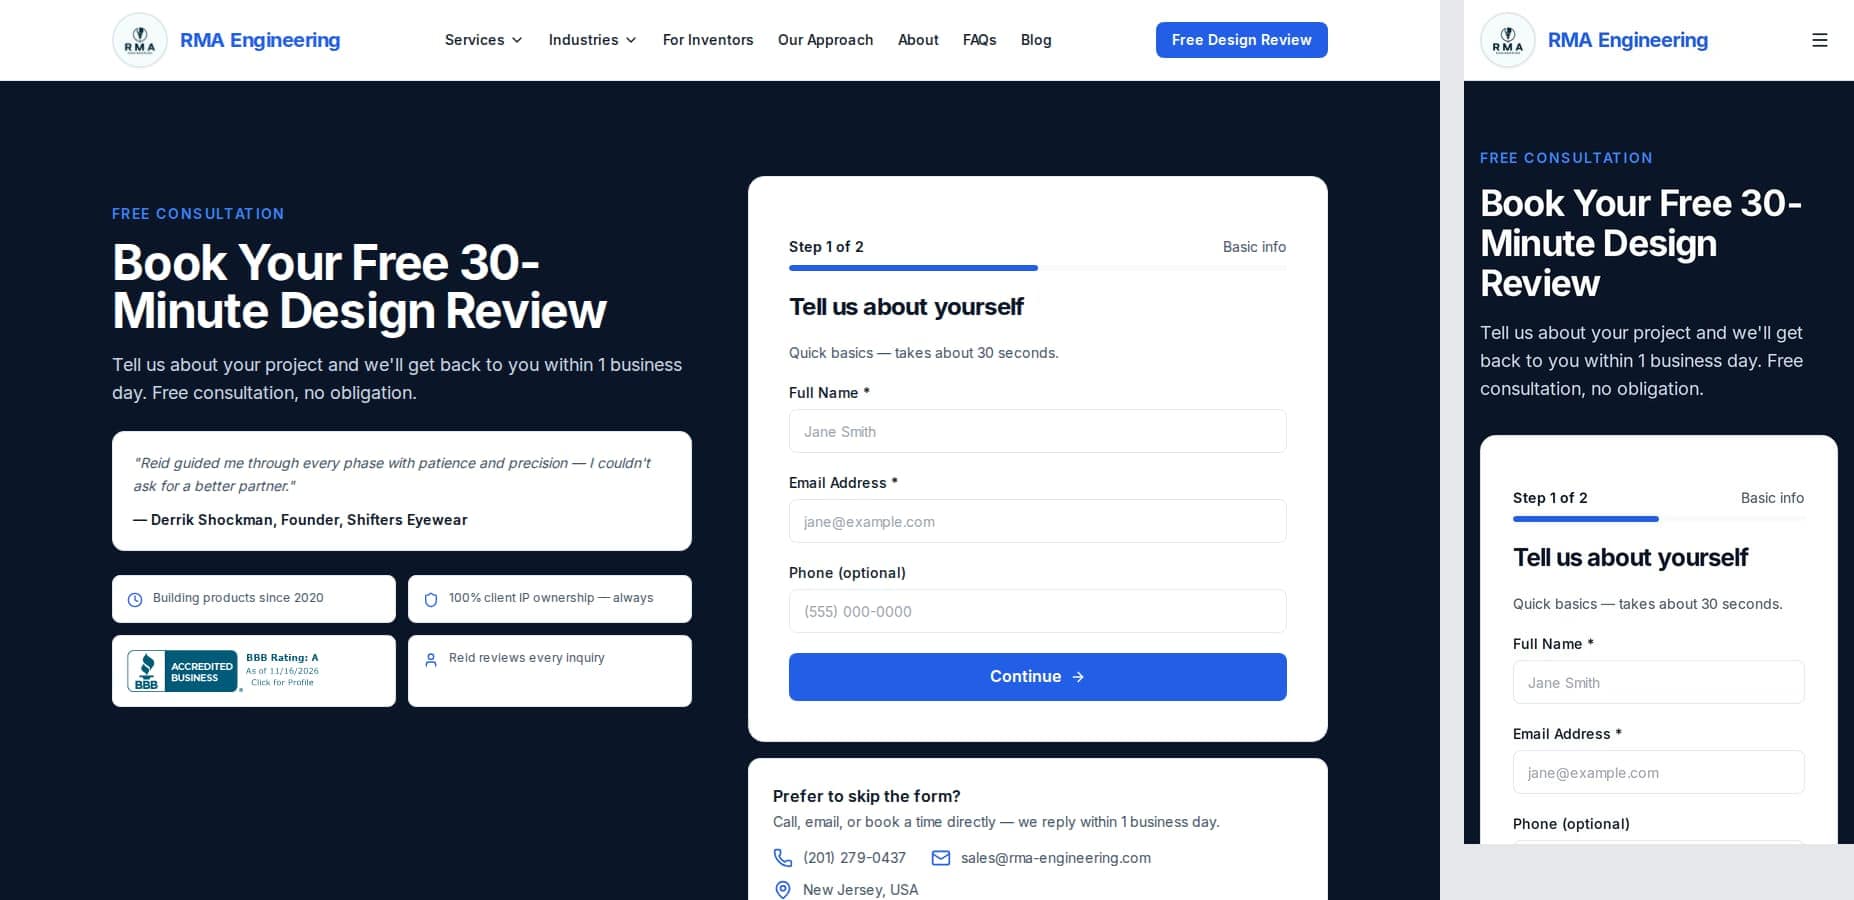 RMA
RMA Engineering
Services
Industries
For Inventors
Our Approach
About
FAQs
Blog
Free Design Review
FREE CONSULTATION
Book Your Free 30-
Minute Design Review
Tell us about your project and we'll get back to you within 1 business
day. Free consultation, no obligation.
"Reid guided me through every phase with patience and precision — I couldn't
ask for a better partner."
— Derrik Shockman, Founder, Shifters Eyewear
Building products since 2020
100% client IP ownership — always
BBB
ACCREDITED
BUSINESS
BBB Rating: A
As of 11/16/2026
Click for Profile
Reid reviews every inquiry
Step 1 of 2
Basic info
Tell us about yourself
Quick basics — takes about 30 seconds.
Full Name *
Jane Smith
Email Address *
jane@example.com
Phone (optional)
(555) 000-0000
Continue
Prefer to skip the form?
Call, email, or book a time directly — we reply within 1 business day.
(201) 279-0437
sales@rma-engineering.com
New Jersey, USA
RMA
RMA Engineering
FREE CONSULTATION
Book Your Free 30-
Minute Design
Review
Tell us about your project and we'll get
back to you within 1 business day. Free
consultation, no obligation.
Step 1 of 2
Basic info
Tell us about yourself
Quick basics — takes about 30 seconds.
Full Name *
Jane Smith
Email Address *
jane@example.com
Phone (optional)